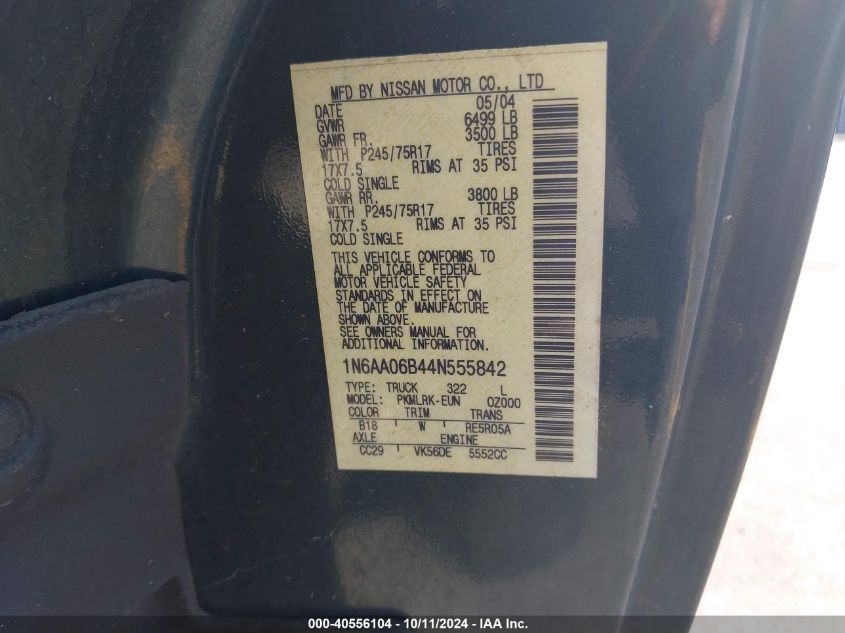 MFD BY NISSAN MOTOR CO., LTD
DATE 05/04
GVWR 6499 LB
GAWR FR. 3500 LB
WITH P245/75R17 TIRES
17X7.5 RIMS AT 35 PSI
COLD SINGLE
GAWR RR. 3800 LB
WITH P245/75R17 TIRES
17X7.5 RIMS AT 35 PSI
COLD SINGLE
THIS VEHICLE CONFORMS TO
ALL APPLICABLE FEDERAL
MOTOR VEHICLE SAFETY
STANDARDS IN EFFECT ON
THE DATE OF MANUFACTURE
SHOWN ABOVE.
SEE OWNERS MANUAL FOR
ADDITIONAL INFORMATION.
1N6AA06B44N555842
TYPE: TRUCK 322 L
MODEL: PKMLRK-EUN 0Z000
COLOR TRIM TRANS
B18 W RE5R05A
AXLE ENGINE
CC29 VK56DE 5552CC
000-40556104 - 10/11/2024 - IAA Inc.